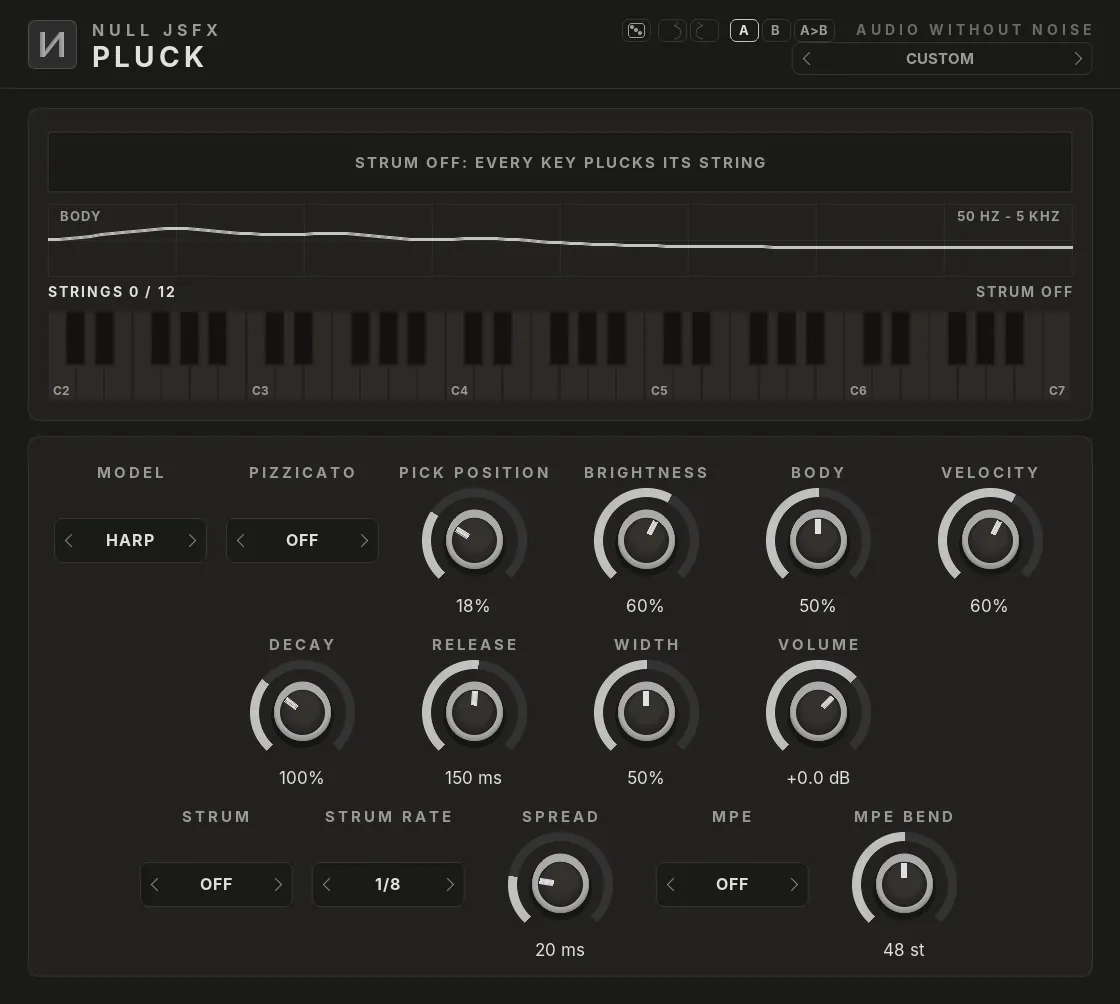 NULL JSFX
PLUCK
A B A>B AUDIO WITHOUT NOISE
CUSTOM
STRUM OFF: EVERY KEY PLUCKS ITS STRING
BODY 50 HZ - 5 KHZ
STRINGS 0 / 12 STRUM OFF
C2 C3 C4 C5 C6 C7
MODEL PIZZICATO PICK POSITION BRIGHTNESS BODY VELOCITY
HARP OFF
18% 60% 50% 60%
DECAY RELEASE WIDTH VOLUME
100% 150 ms 50% +0.0 dB
STRUM STRUM RATE SPREAD MPE MPE BEND
OFF 1/8 OFF
20 ms 48 st